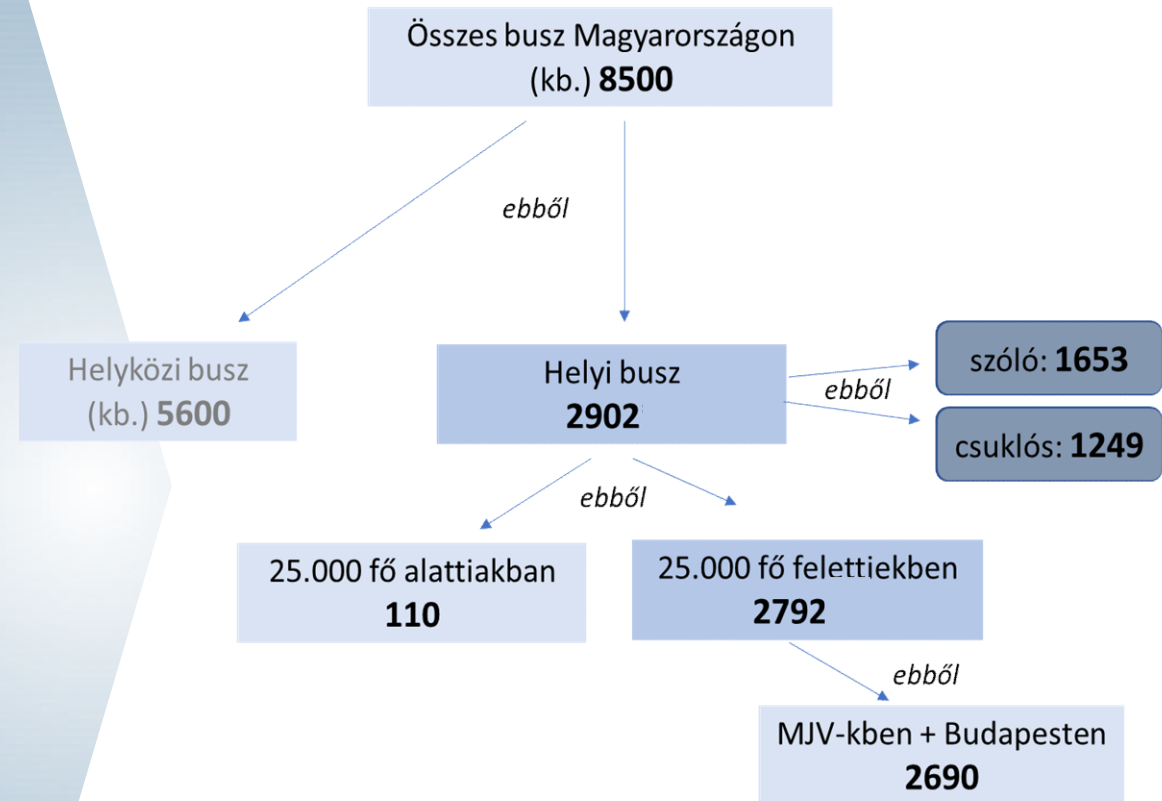 Összes busz Magyarországon
(kb.) 8500
ebből
Helyközi busz
(kb.) 5600
Helyi busz
2902
ebből
szóló: 1653
csuklós: 1249
ebből
25.000 fő alattiakban
110
25.000 fő felettiekben
2792
ebből
MJV-kben + Budapesten
2690